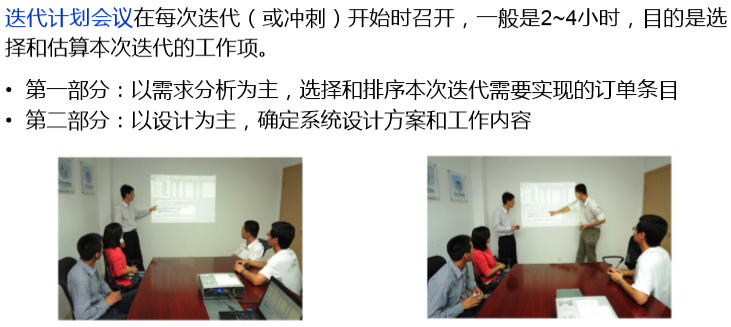 迭代计划会议在每次迭代（或冲刺）开始时召开，一般是2~4小时，目的是选
择和估算本次迭代的工作项。
• 第一部分：以需求分析为主，选择和排序本次迭代需要实现的订单条目
• 第二部分：以设计为主，确定系统设计方案和工作内容